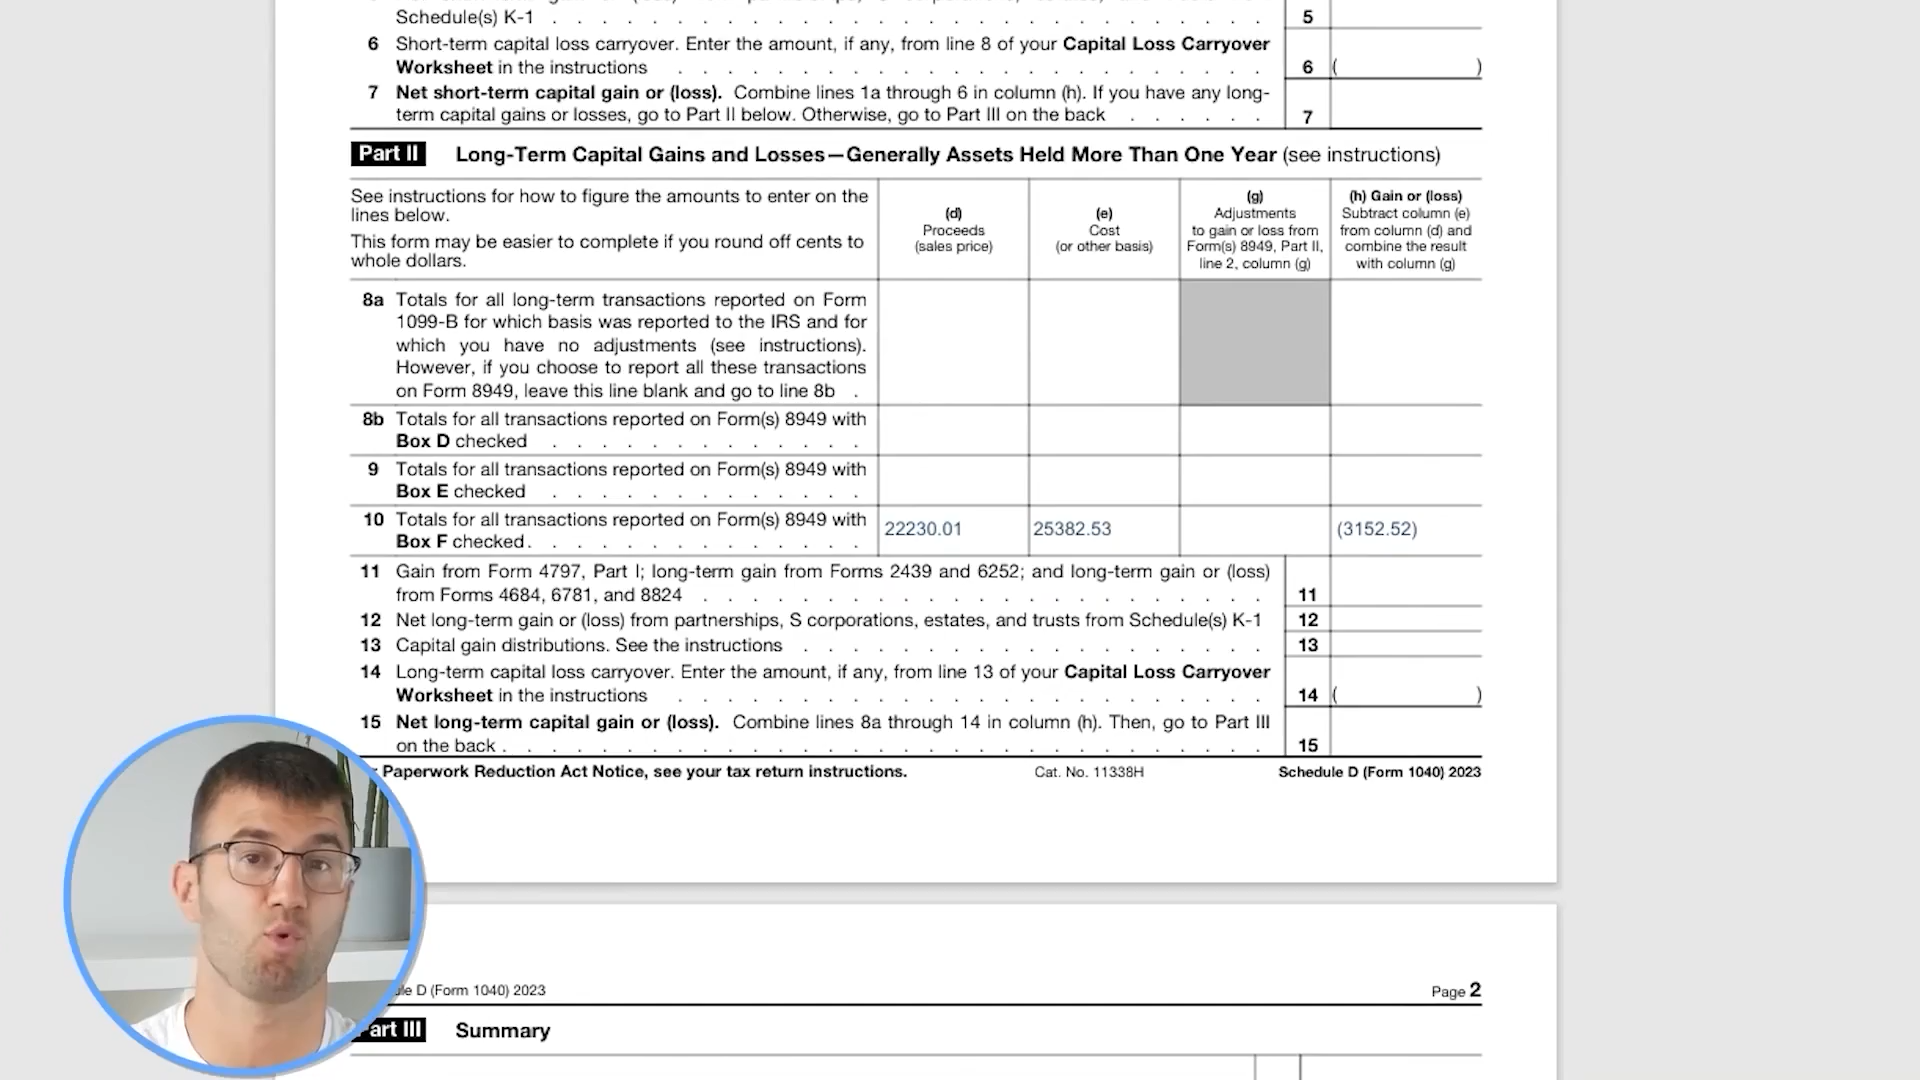 Schedule(s) K-1
5
6 Short-term capital loss carryover. Enter the amount, if any, from line 8 of your Capital Loss Carryover
Worksheet in the instructions
6 ( )
7 Net short-term capital gain or (loss). Combine lines 1a through 6 in column (h). If you have any long-
term capital gains or losses, go to Part II below. Otherwise, go to Part III on the back
7
Part II Long-Term Capital Gains and Losses—Generally Assets Held More Than One Year (see instructions)
See instructions for how to figure the amounts to enter on the
lines below.
This form may be easier to complete if you round off cents to
whole dollars.
(d)
Proceeds
(sales price)
(e)
Cost
(or other basis)
(g)
Adjustments
to gain or loss from
Form(s) 8949, Part II,
line 2, column (g)
(h) Gain or (loss)
Subtract column (e)
from column (d) and
combine the result
with column (g)
8a Totals for all long-term transactions reported on Form
1099-B for which basis was reported to the IRS and for
which you have no adjustments (see instructions).
However, if you choose to report all these transactions
on Form 8949, leave this line blank and go to line 8b .
8b Totals for all transactions reported on Form(s) 8949 with
Box D checked
9 Totals for all transactions reported on Form(s) 8949 with
Box E checked
10 Totals for all transactions reported on Form(s) 8949 with
Box F checked.
22230.01 25382.53 (3152.52)
11 Gain from Form 4797, Part I; long-term gain from Forms 2439 and 6252; and long-term gain or (loss)
from Forms 4684, 6781, and 8824
11
12 Net long-term gain or (loss) from partnerships, S corporations, estates, and trusts from Schedule(s) K-1 12
13 Capital gain distributions. See the instructions 13
14 Long-term capital loss carryover. Enter the amount, if any, from line 13 of your Capital Loss Carryover
Worksheet in the instructions
14 ( )
15 Net long-term capital gain or (loss). Combine lines 8a through 14 in column (h). Then, go to Part III
on the back
15
Paperwork Reduction Act Notice, see your tax return instructions. Cat. No. 11338H Schedule D (Form 1040) 2023
D (Form 1040) 2023 Page 2
Part III Summary